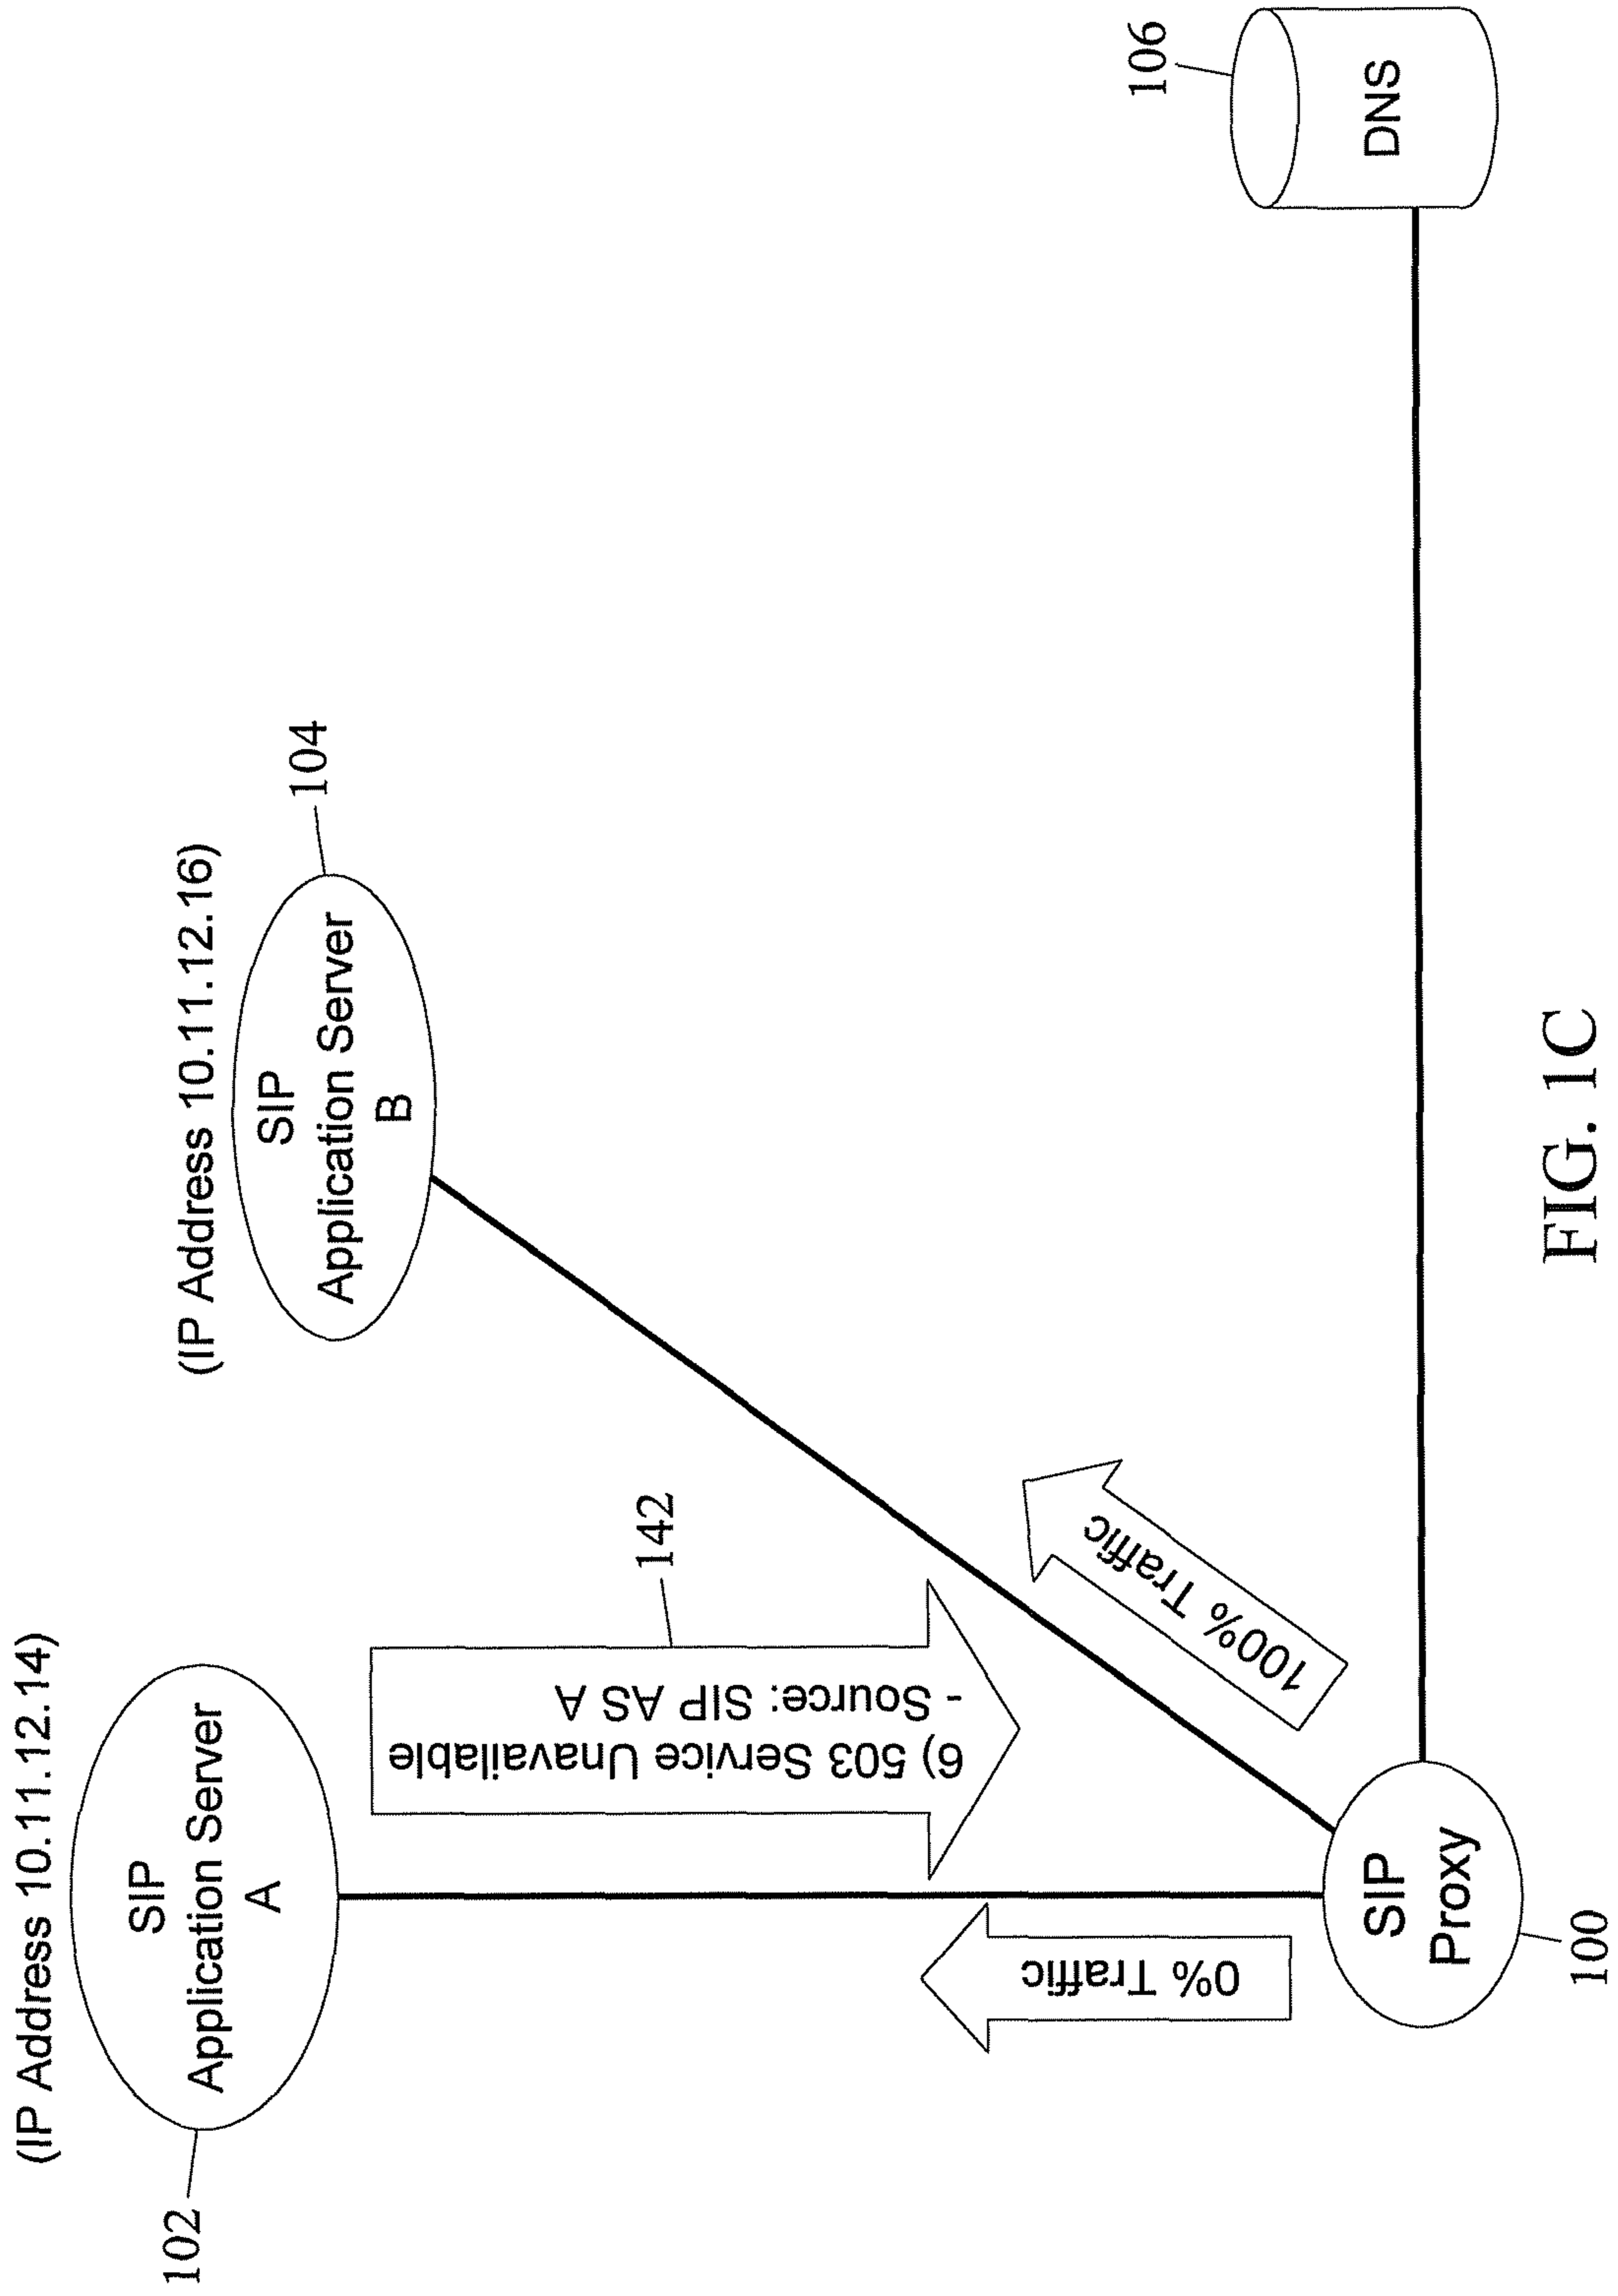 (IP Address 10.11.12.14)
SIP
Application Server
A
102
(IP Address 10.11.12.16)
SIP
Application Server
B
104
6) 503 Service Unavailable
- Source: SIP AS A
142
0% Traffic
100% Traffic
SIP
Proxy
100
DNS
106
FIG. 1C